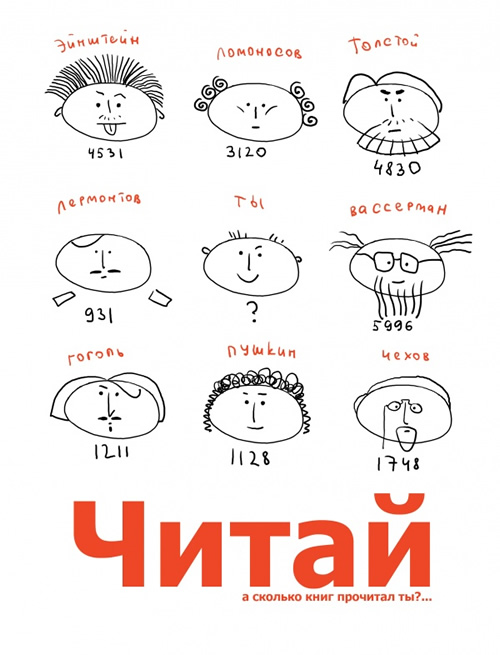 эйнштейн ломоносов толстой
4531 3120 4830
лермонтов ты вассерман
931 ? 5996
гоголь пушкин чехов
1211 1128 1748
Читай
а сколько книг прочитал ты?...